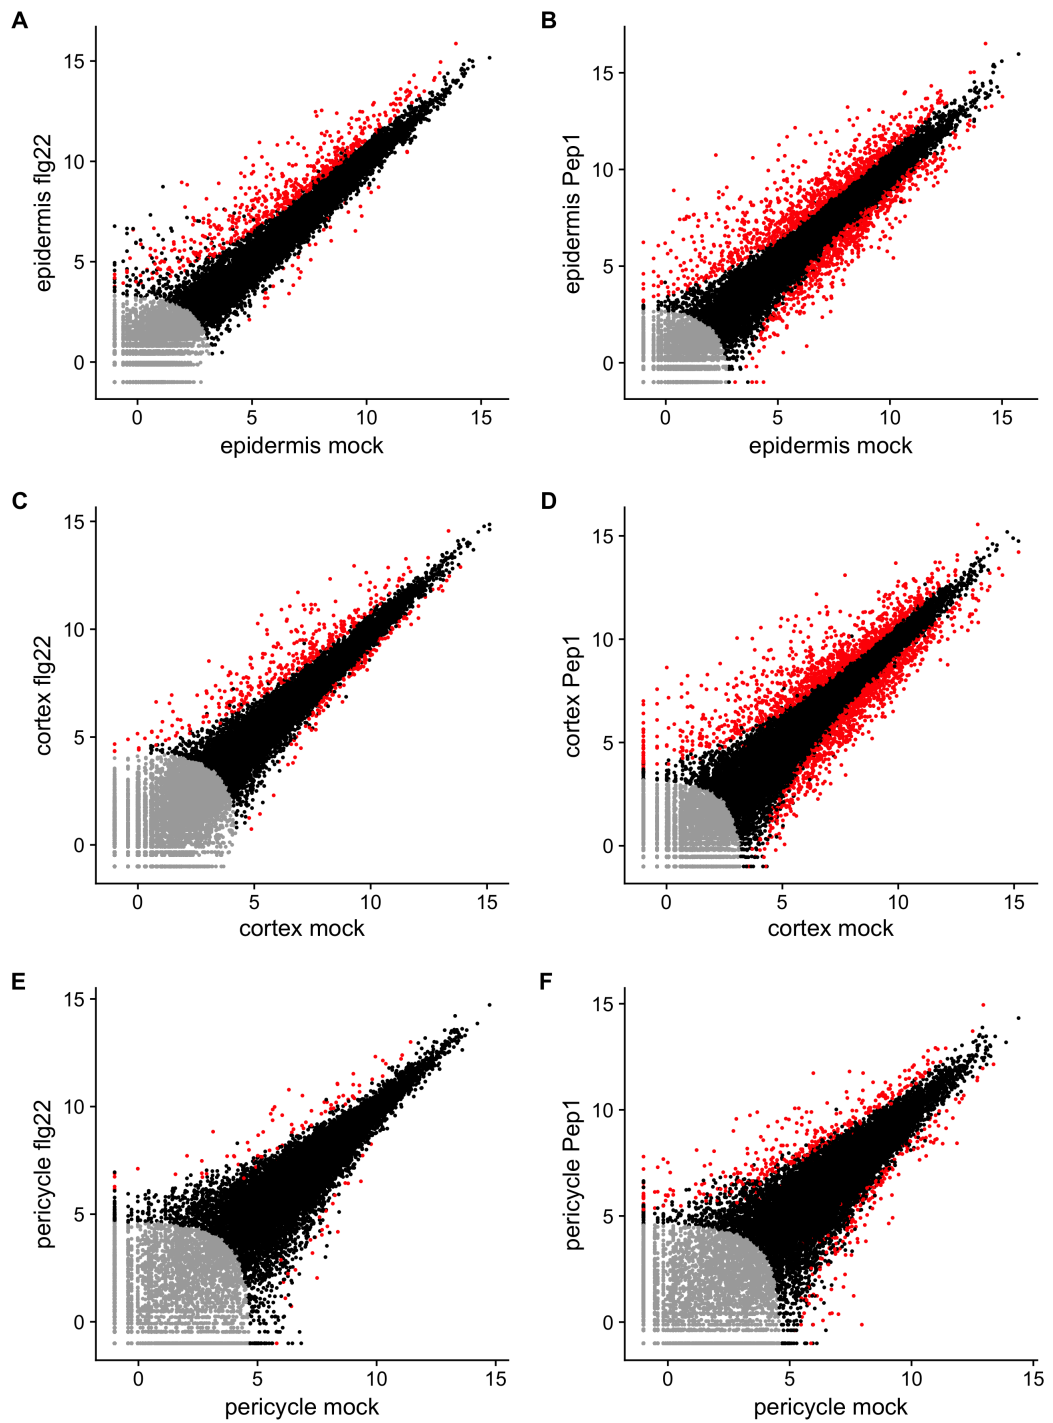 A
15
10
5
0
0 5 10 15
epidermis flg22
epidermis mock
B
15
10
5
0
0 5 10 15
epidermis Pep1
epidermis mock
C
15
10
5
0
0 5 10 15
cortex flg22
cortex mock
D
15
10
5
0
0 5 10 15
cortex Pep1
cortex mock
E
15
10
5
0
0 5 10 15
pericycle flg22
pericycle mock
F
15
10
5
0
0 5 10 15
pericycle Pep1
pericycle mock